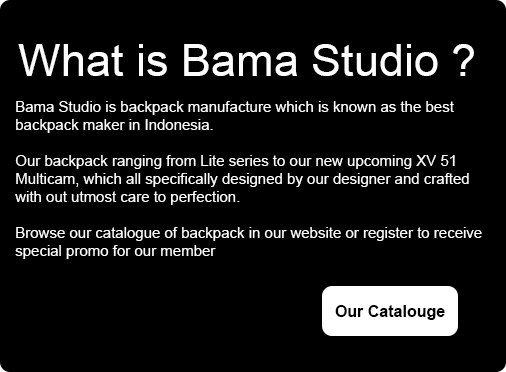 What is Bama Studio ?
Bama Studio is backpack manufacture which is known as the best
backpack maker in Indonesia.
Our backpack ranging from Lite series to our new upcoming XV 51
Multicam, which all specifically designed by our designer and crafted
with out utmost care to perfection.
Browse our catalogue of backpack in our website or register to receive
special promo for our member
Our Catalouge